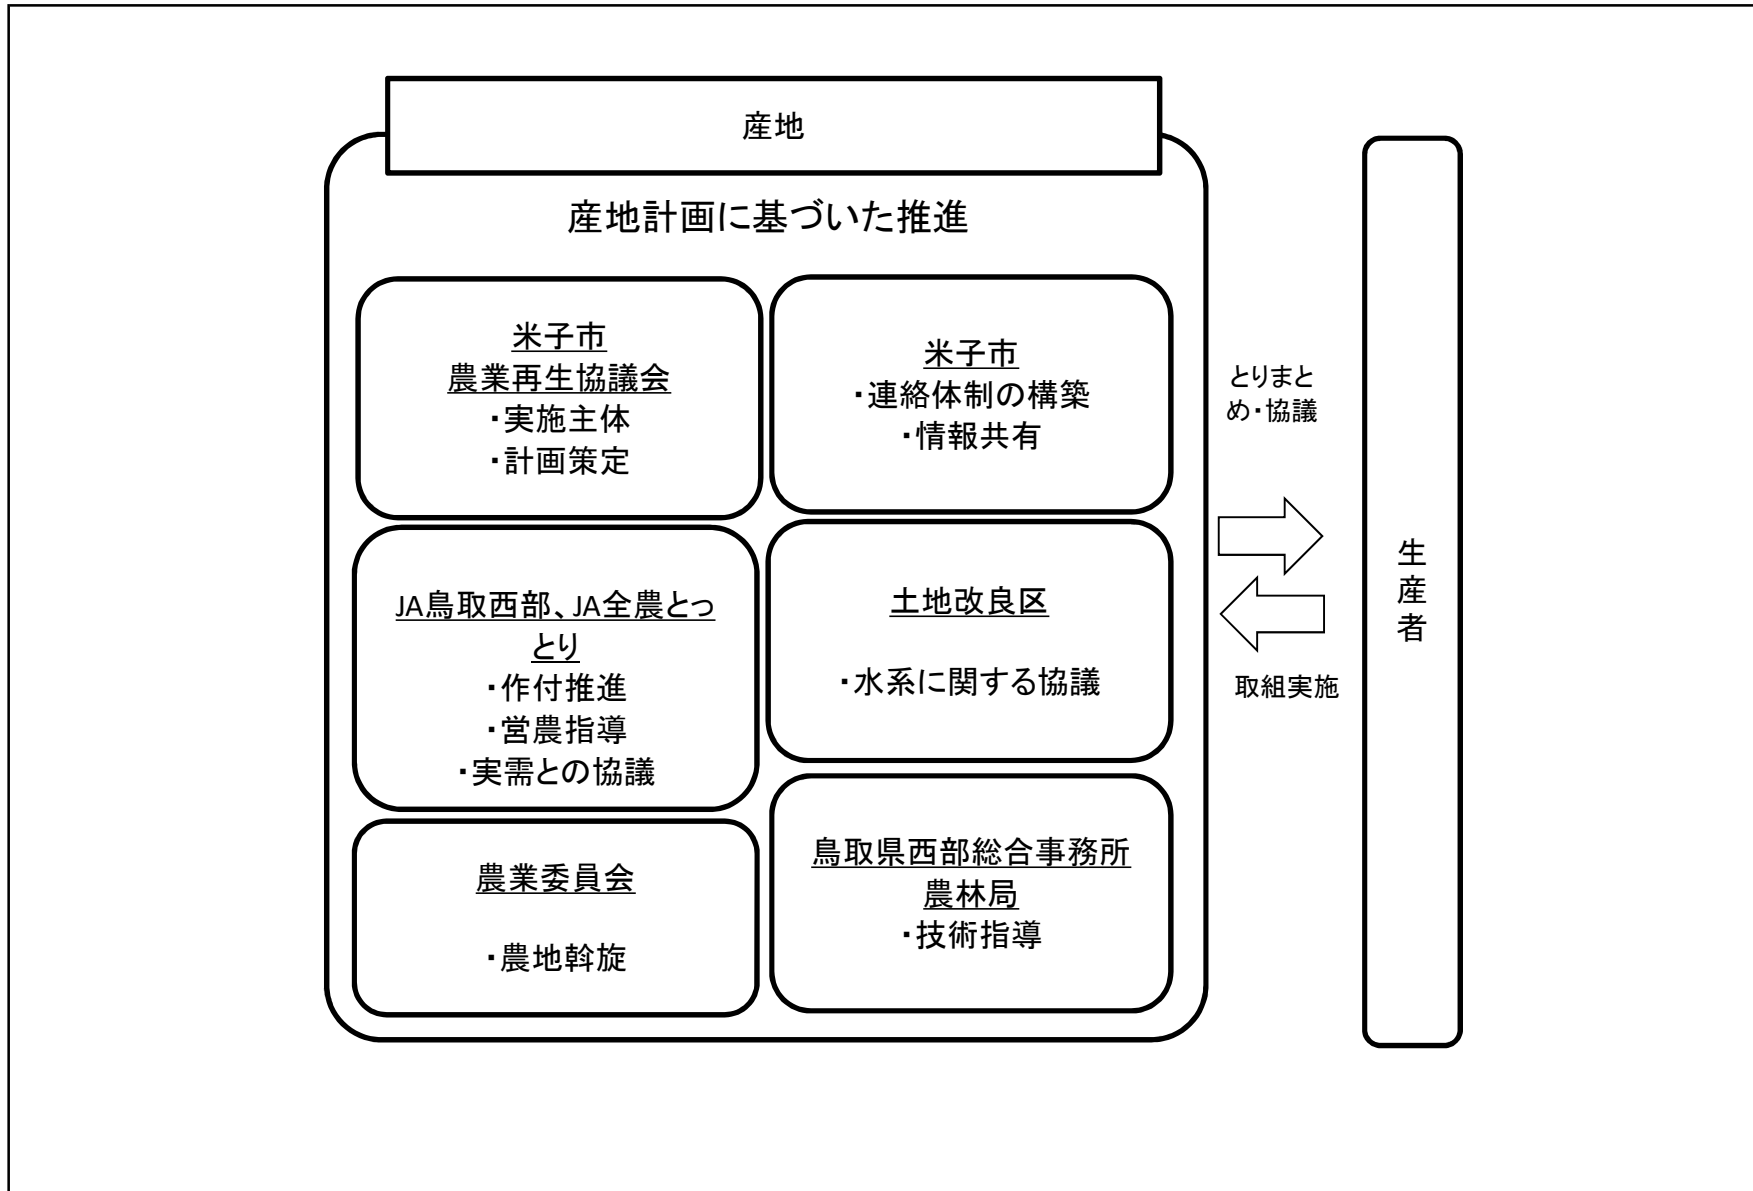 産地
産地計画に基づいた推進
米子市
農業再生協議会
・実施主体
・計画策定
米子市
・連絡体制の構築
・情報共有
JA鳥取西部、JA全農とっ
とり
・作付推進
・営農指導
・実需との協議
土地改良区
・水系に関する協議
農業委員会
・農地斡旋
鳥取県西部総合事務所
農林局
・技術指導
とりまと
め・協議
取組実施
生産者